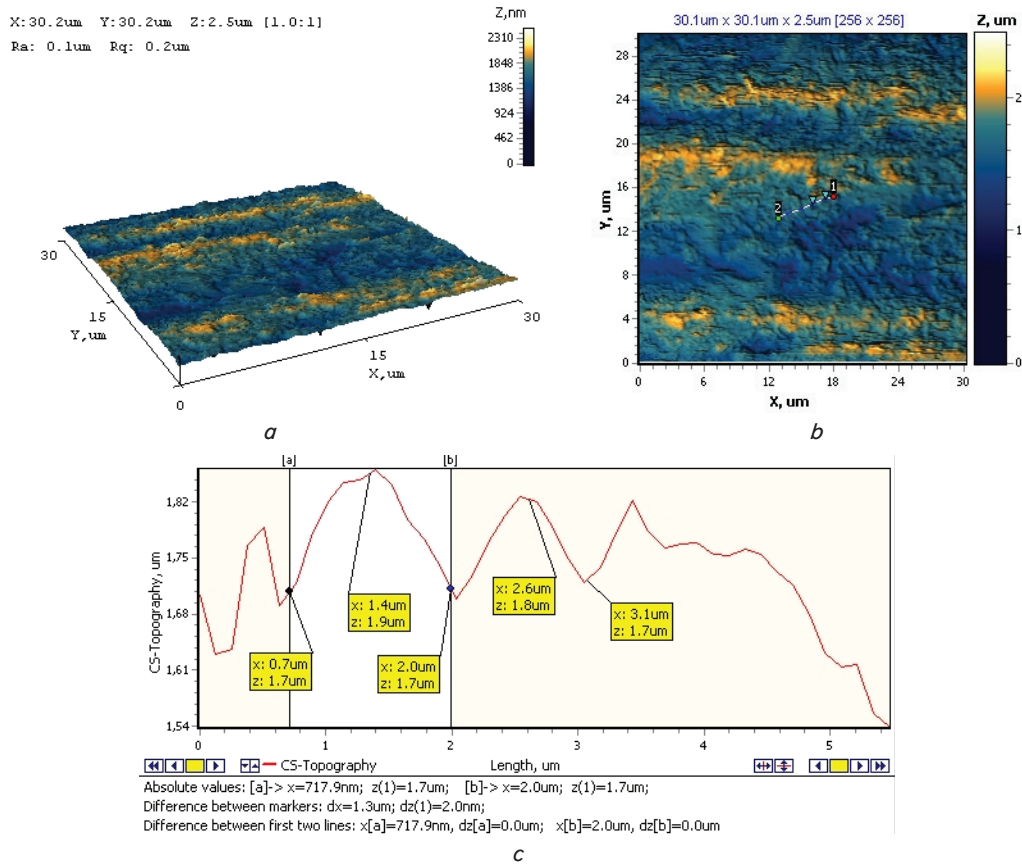 X:30.2um Y:30.2um Z:2.5um [1.0:1]
Ra: 0.1um Rq: 0.2um
Z,nm
2310
1848
1386
924
462
0
30
15
Y,um
0
15
X,um
30
a
30.1um x 30.1um x 2.5um [256 x 256]
Z, um
28
24
20
16
12
8
4
0
Y, um
1
2
0
6
12
18
24
30
X, um
2
1
0
b
[a]
[b]
1,82
1,75
1,68
1,61
1,54
CS-Topography, um
x: 0.7um
z: 1.7um
x: 1.4um
z: 1.9um
x: 2.0um
z: 1.7um
x: 2.6um
z: 1.8um
x: 3.1um
z: 1.7um
0
1
2
3
4
5
CS-Topography
Length, um
Absolute values: [a]-> x=717.9nm; z(1)=1.7um; [b]-> x=2.0um; z(1)=1.7um;
Difference between markers: dx=1.3um; dz(1)=2.0nm;
Difference between first two lines: x[a]=717.9nm, dz[a]=0.0um; x[b]=2.0um, dz[b]=0.0um
c